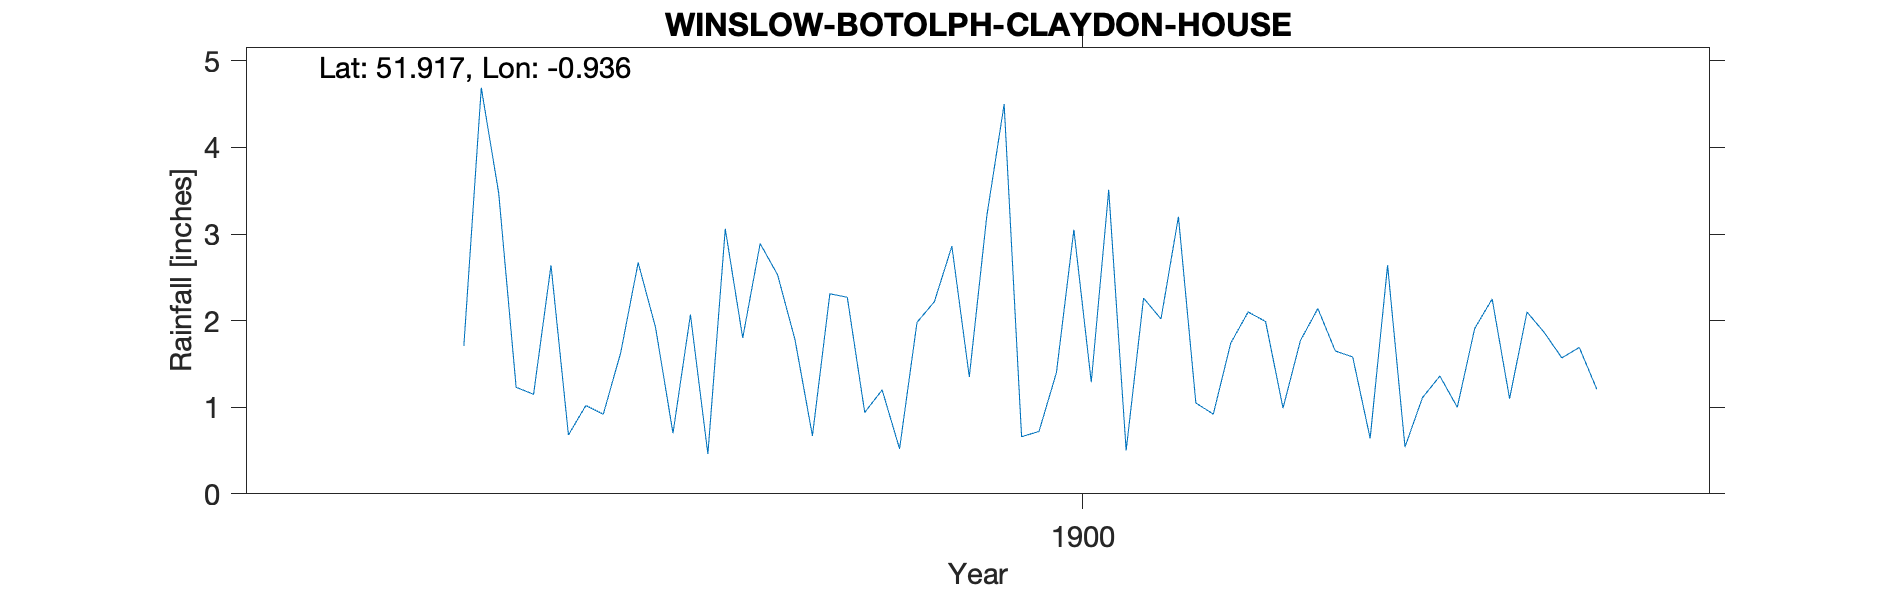 WINSLOW-BOTOLPH-CLAYDON-HOUSE
Lat: 51.917, Lon: -0.936
5
4
3
2
1
0
Rainfall [inches]
1900
Year